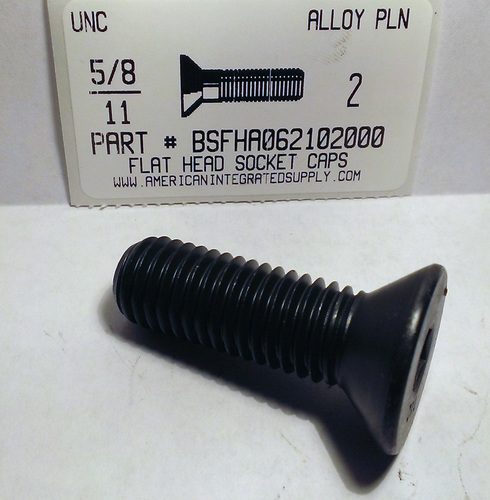 UNC ALLOY PLN
5/8
11
2
PART # BSFHA062102000
FLAT HEAD SOCKET CAPS
WWW.AMERICANINTEGRATEDSUPPLY.COM